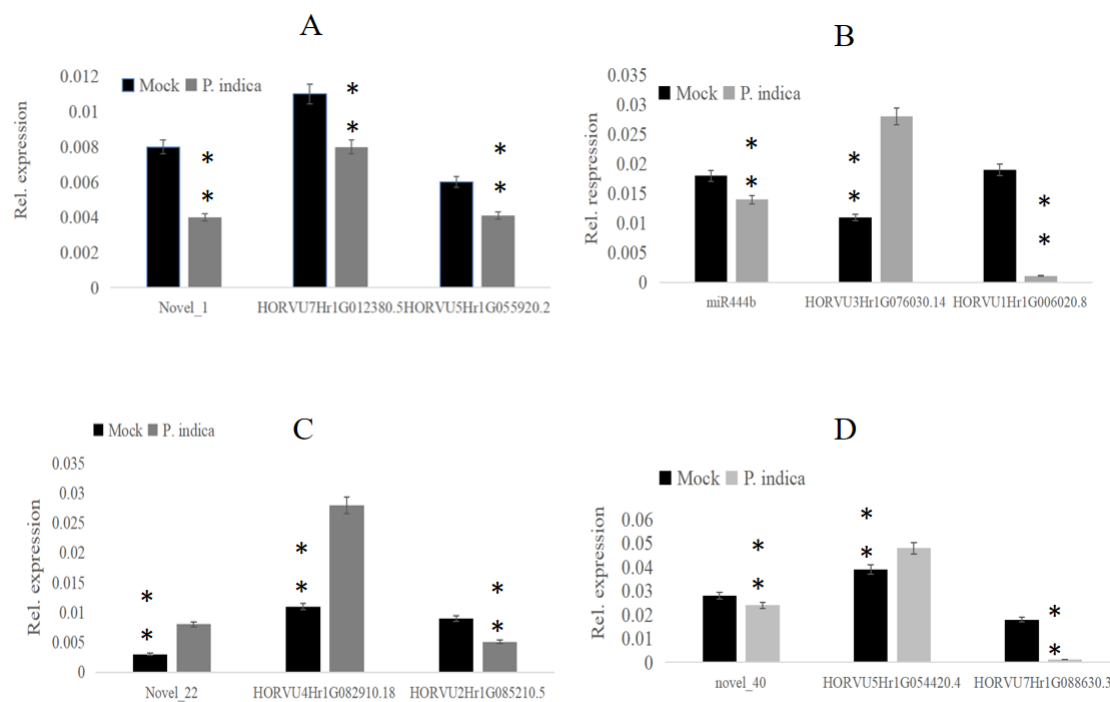 A
Mock P. indica
Rel. expression
0.012
0.01
0.008
0.006
0.004
0.002
0
* *
* *
* *
Novel_1 HORVU7Hr1G012380.5 HORVU5Hr1G055920.2
B
Mock P. indica
Rel. respression
0.035
0.03
0.025
0.02
0.015
0.01
0.005
0
* *
* *
* *
miR444b HORVU3Hr1G076030.14 HORVU1Hr1G006020.8
C
Mock P. indica
Rel. expression
0.035
0.03
0.025
0.02
0.015
0.01
0.005
0
* *
* *
* *
Novel_22 HORVU4Hr1G082910.18 HORVU2Hr1G085210.5
D
Mock P. indica
Rel. expression
0.06
0.05
0.04
0.03
0.02
0.01
0
* *
* *
* *
novel_40 HORVU5Hr1G054420.4 HORVU7Hr1G088630.3